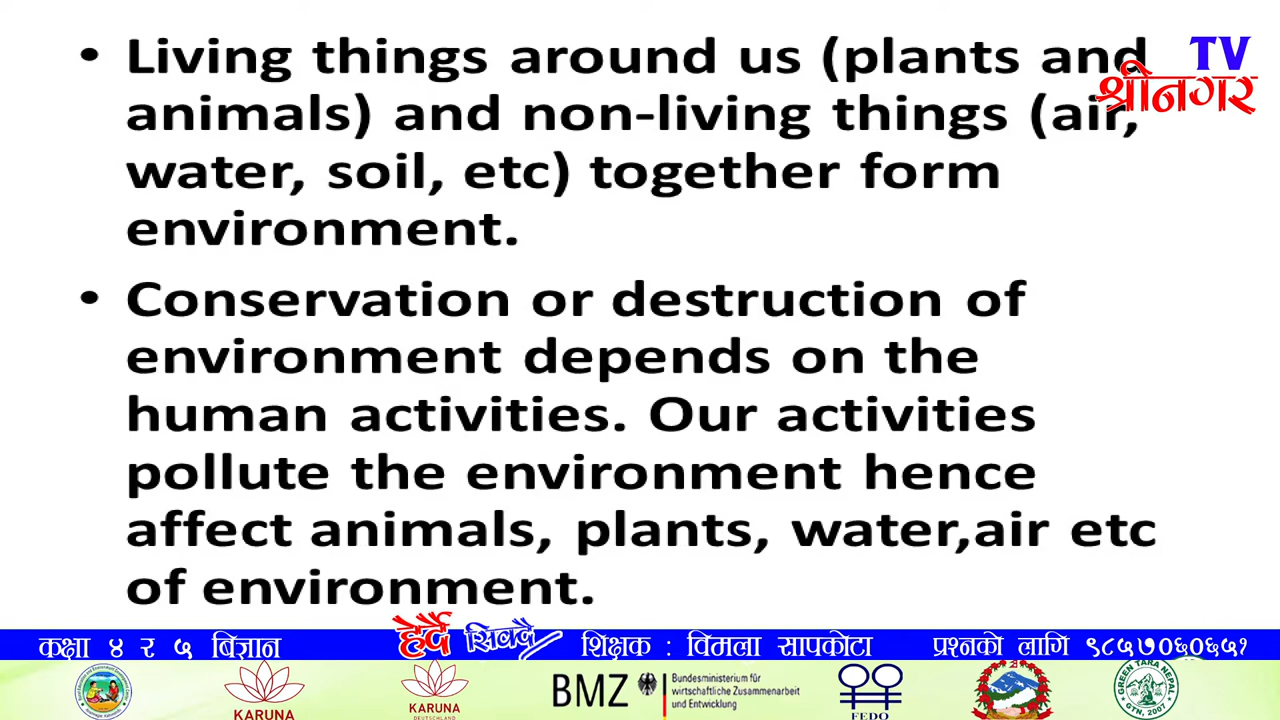 • Living things around us (plants and
animals) and non-living things (air,
water, soil, etc) together form
environment.
• Conservation or destruction of
environment depends on the
human activities. Our activities
pollute the environment hence
affect animals, plants, water,air etc
of environment.
TV
श्रीनगर
कक्षा ४ र ५ बिज्ञान
हेर्दै सिक्दै
शिक्षक : विमला सापकोटा
प्रश्नको लागि ९८५७०६०६५१
KARUNA
KARUNA
DEUTSCHLAND
BMZ
Bundesministerium für
wirtschaftliche Zusammenarbeit
und Entwicklung
FEDO
GREEN TARA NEPAL
GTN, 2007